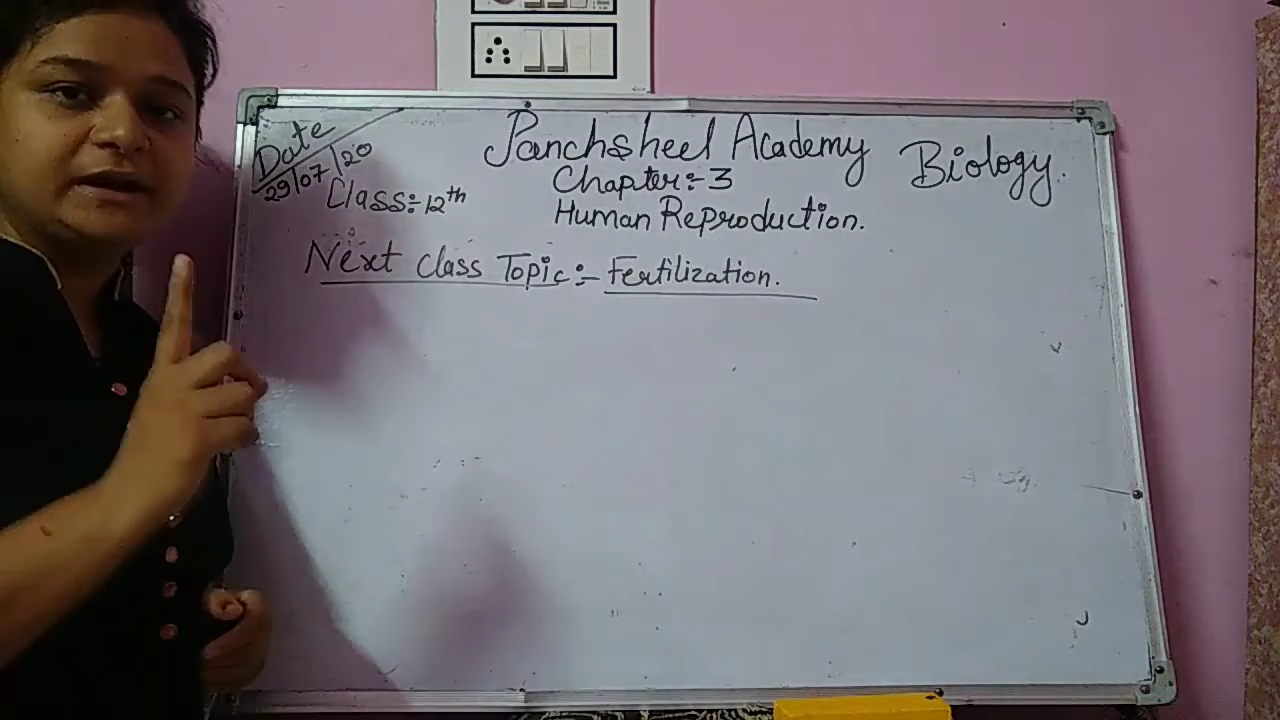 Date
29/07/20
Panchsheel Academy Biology.
Class:- 12th
Chapter:- 3
Human Reproduction.
Next class Topic:- Fertilization.